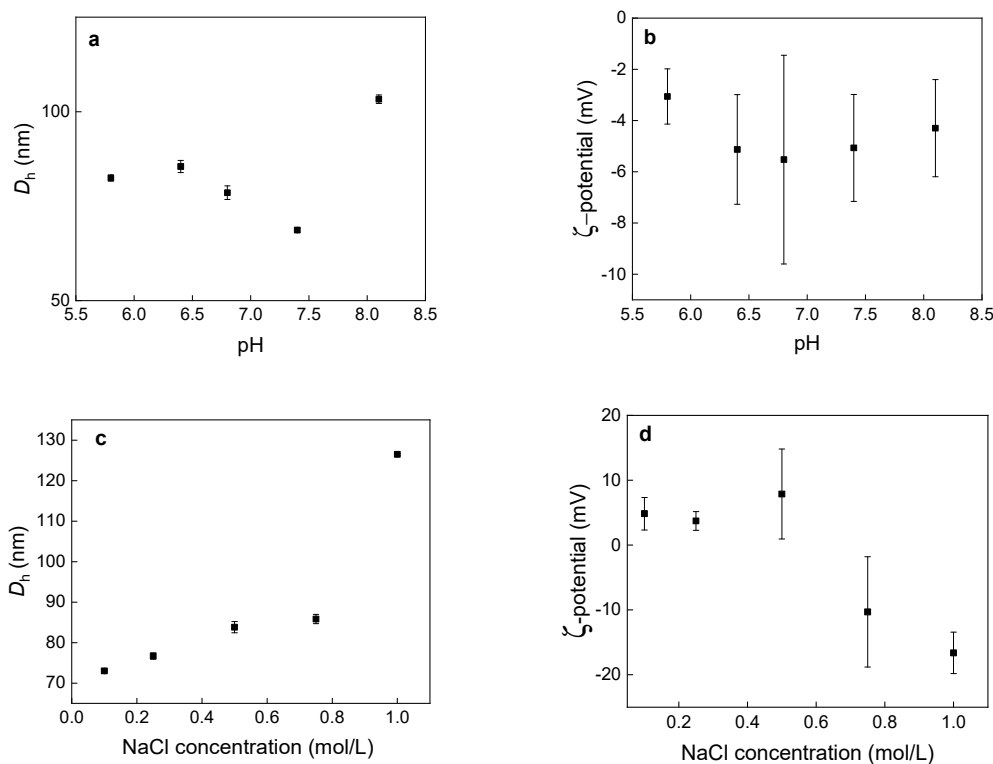 a
100
50
D_h (nm)
5.5 6.0 6.5 7.0 7.5 8.0 8.5
pH
b
0
-2
-4
-6
-8
-10
ζ−potential (mV)
5.5 6.0 6.5 7.0 7.5 8.0 8.5
pH
c
130
120
110
100
90
80
70
D_h (nm)
0.0 0.2 0.4 0.6 0.8 1.0
NaCl concentration (mol/L)
d
20
10
0
-10
-20
ζ-potential (mV)
0.2 0.4 0.6 0.8 1.0
NaCl concentration (mol/L)